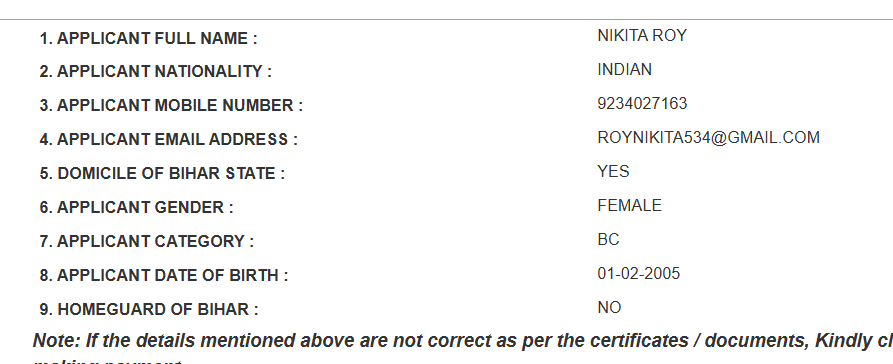 1. APPLICANT FULL NAME : NIKITA ROY
2. APPLICANT NATIONALITY : INDIAN
3. APPLICANT MOBILE NUMBER : 9234027163
4. APPLICANT EMAIL ADDRESS : ROYNIKITA534@GMAIL.COM
5. DOMICILE OF BIHAR STATE : YES
6. APPLICANT GENDER : FEMALE
7. APPLICANT CATEGORY : BC
8. APPLICANT DATE OF BIRTH : 01-02-2005
9. HOMEGUARD OF BIHAR : NO
Note: If the details mentioned above are not correct as per the certificates / documents, Kindly